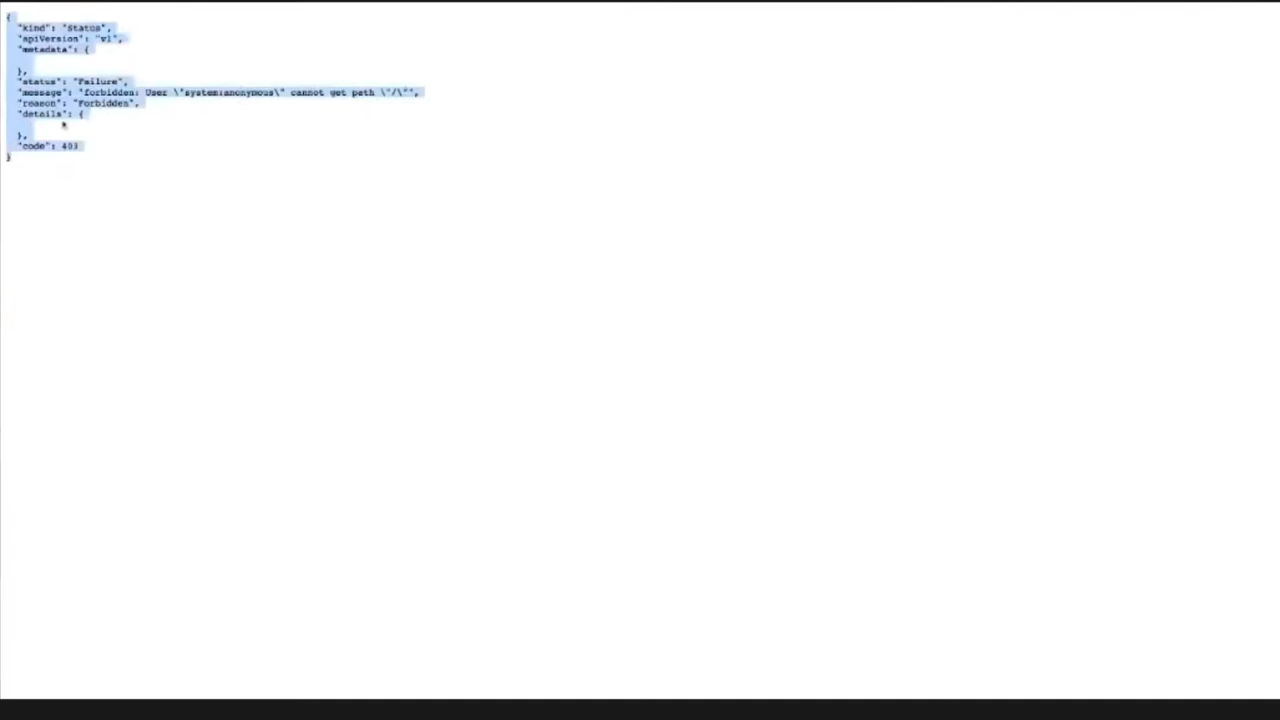 {
"kind": "Status",
"apiVersion": "v1",
"metadata": {
},
"status": "Failure",
"message": "forbidden: User \"system:anonymous\" cannot get path \"/\"",
"reason": "Forbidden",
"details": {
},
"code": 403
}